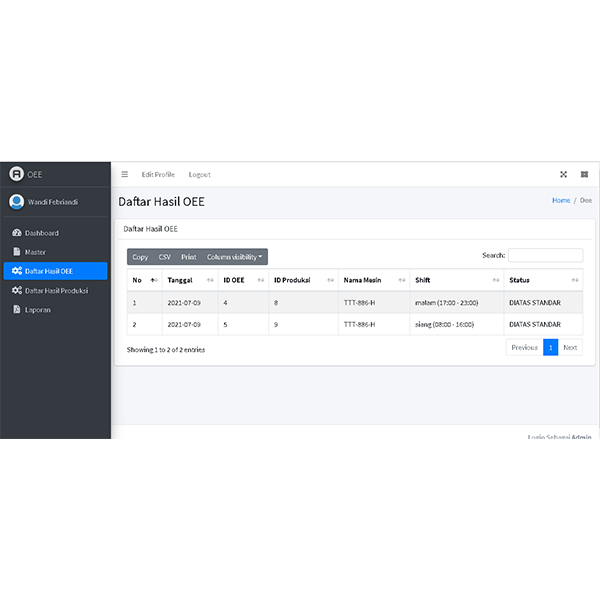 OEE
Edit Profile Logout
Wandi Febriandi
Daftar Hasil OEE
Home / Oee
Dashboard
Master
Daftar Hasil OEE
Daftar Hasil Produksi
Laporan
Daftar Hasil OEE
Copy CSV Print Column visibility
Search:
No Tanggal ID OEE ID Produksi Nama Mesin Shift Status
1 2021-07-09 4 8 TTT-886-H malam (17:00 - 23:00) DIATAS STANDAR
2 2021-07-09 5 9 TTT-886-H siang (08:00 - 16:00) DIATAS STANDAR
Showing 1 to 2 of 2 entries
Previous 1 Next
Login Sebagai Admin